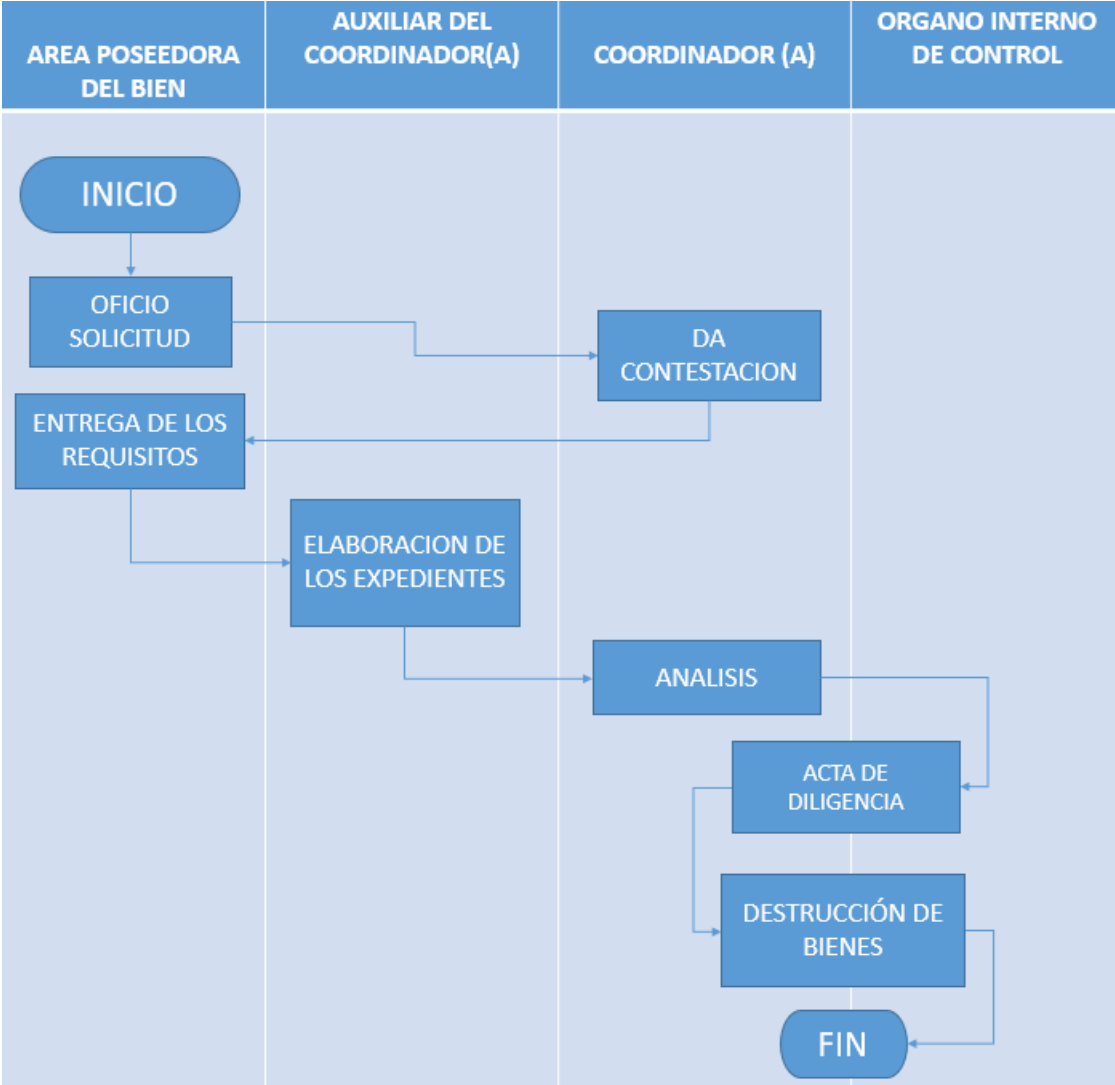 AREA POSEEDORA
DEL BIEN
AUXILIAR DEL
COORDINADOR(A)
COORDINADOR (A)
ORGANO INTERNO
DE CONTROL
INICIO
OFICIO
SOLICITUD
DA
CONTESTACION
ENTREGA DE LOS
REQUISITOS
ELABORACION DE
LOS EXPEDIENTES
ANALISIS
ACTA DE
DILIGENCIA
DESTRUCCIÓN DE
BIENES
FIN